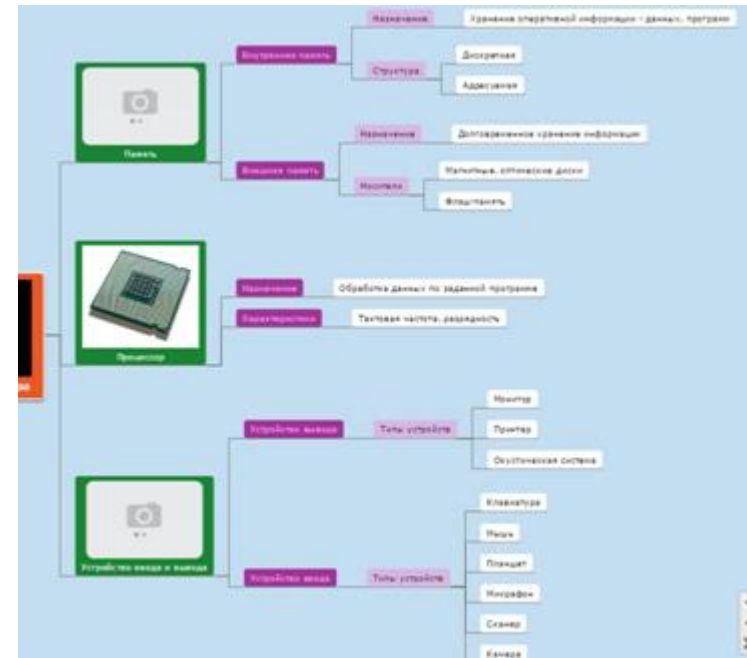 Назначение
Хранение оперативной информации - данных, программ
Внутренняя память
Структура
Дискретная
Адресуемая
Память
Назначение
Долговременное хранение информации
Внешняя память
Носители
Магнитные, оптические диски
Флэш-память
Назначение
Обработка данных по заданной программе
Характеристики
Тактовая частота, разрядность
Процессор
Устройства вывода
Типы устройств
Монитор
Принтер
Акустическая система
Устройства ввода и вывода
Устройства ввода
Типы устройств
Клавиатура
Мышь
Планшет
Микрофон
Сканер
Камера